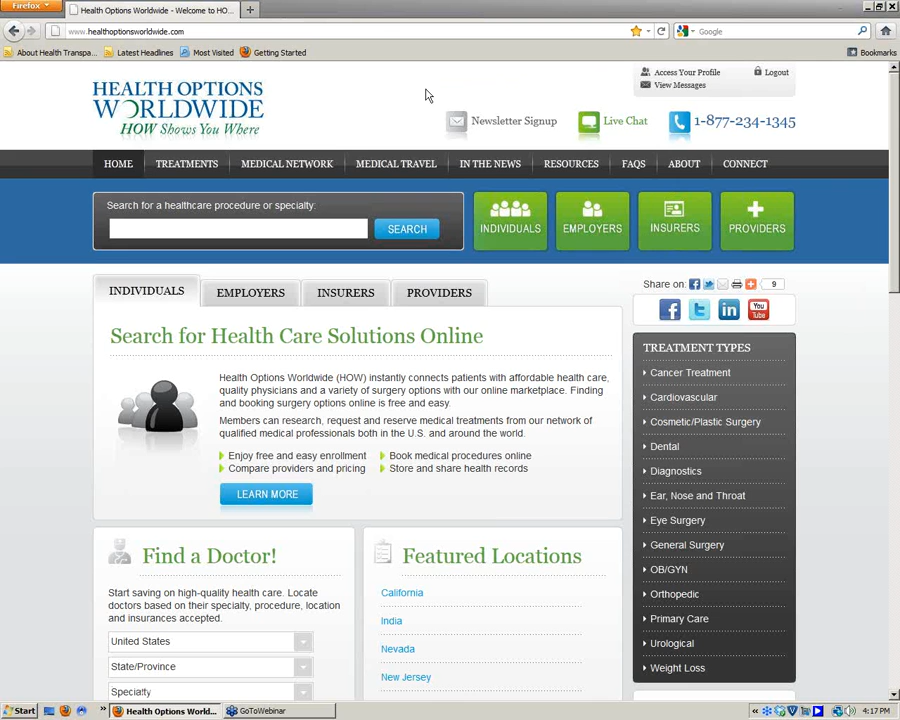 Firefox
Health Options Worldwide - Welcome to HO...
www.healthoptionsworldwide.com
Google
About Health Transpa...
Latest Headlines
Most Visited
Getting Started
Bookmarks
HEALTH OPTIONS
WORLDWIDE
HOW Shows You Where
Access Your Profile
Logout
View Messages
Newsletter Signup
Live Chat
1-877-234-1345
HOME
TREATMENTS
MEDICAL NETWORK
MEDICAL TRAVEL
IN THE NEWS
RESOURCES
FAQS
ABOUT
CONNECT
Search for a healthcare procedure or specialty:
SEARCH
INDIVIDUALS
EMPLOYERS
INSURERS
PROVIDERS
INDIVIDUALS
EMPLOYERS
INSURERS
PROVIDERS
Search for Health Care Solutions Online
Health Options Worldwide (HOW) instantly connects patients with affordable health care,
quality physicians and a variety of surgery options with our online marketplace. Finding
and booking surgery options online is free and easy.
Members can research, request and reserve medical treatments from our network of
qualified medical professionals both in the U.S. and around the world.
Enjoy free and easy enrollment
Book medical procedures online
Compare providers and pricing
Store and share health records
LEARN MORE
Share on:
9
You
Tube
TREATMENT TYPES
Cancer Treatment
Cardiovascular
Cosmetic/Plastic Surgery
Dental
Diagnostics
Ear, Nose and Throat
Eye Surgery
General Surgery
OB/GYN
Orthopedic
Primary Care
Urological
Weight Loss
Find a Doctor!
Start saving on high-quality health care. Locate
doctors based on their specialty, procedure, location
and insurances accepted.
United States
State/Province
Specialty
Featured Locations
California
India
Nevada
New Jersey
Start
Health Options World...
GoToWebinar
4:17 PM